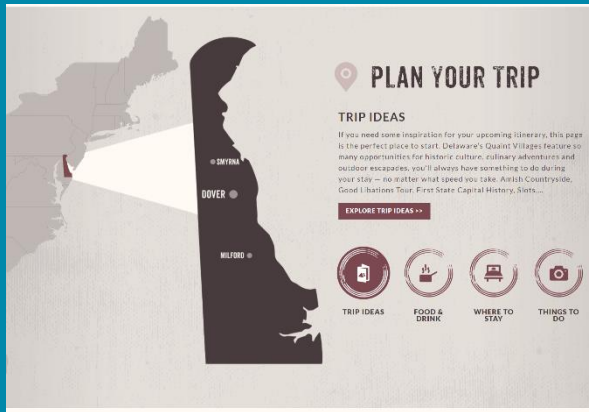 PLAN YOUR TRIP
TRIP IDEAS
If you need some inspiration for your upcoming itinerary, this page
is the perfect place to start. Delaware's Quaint Villages feature so
many opportunities for historic culture, culinary adventures and
outdoor escapades, you'll always have something to do during
your stay — no matter what speed you take. Amish Countryside,
Good Libations Tour, First State Capital History, Slots....
EXPLORE TRIP IDEAS >>
SMYRNA
DOVER
MILFORD
TRIP IDEAS
FOOD &
DRINK
WHERE TO
STAY
THINGS TO
DO